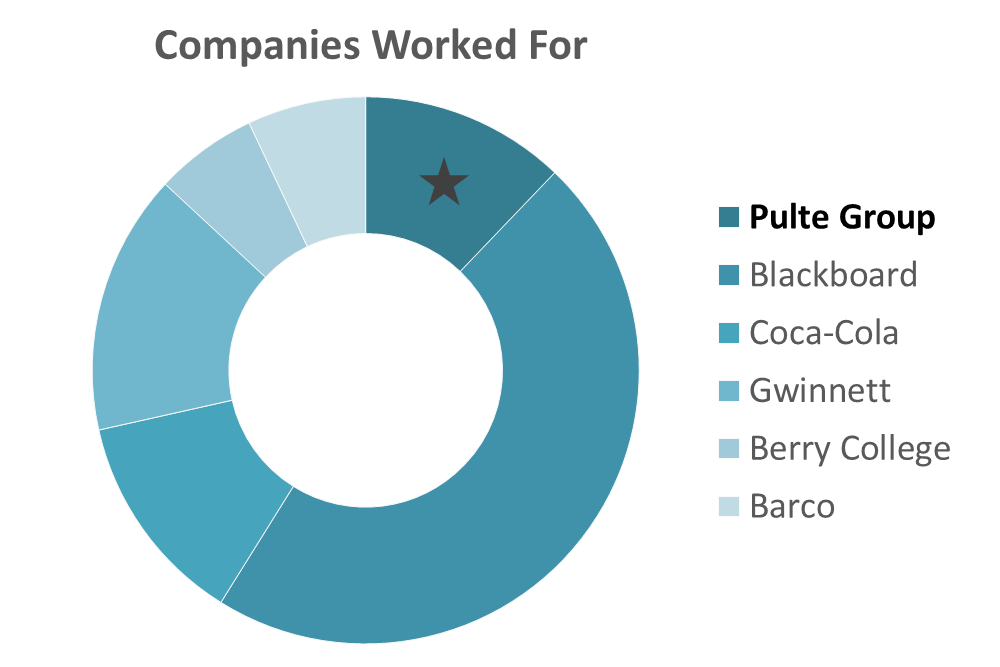 Companies Worked For
Pulte Group
Blackboard
Coca-Cola
Gwinnett
Berry College
Barco